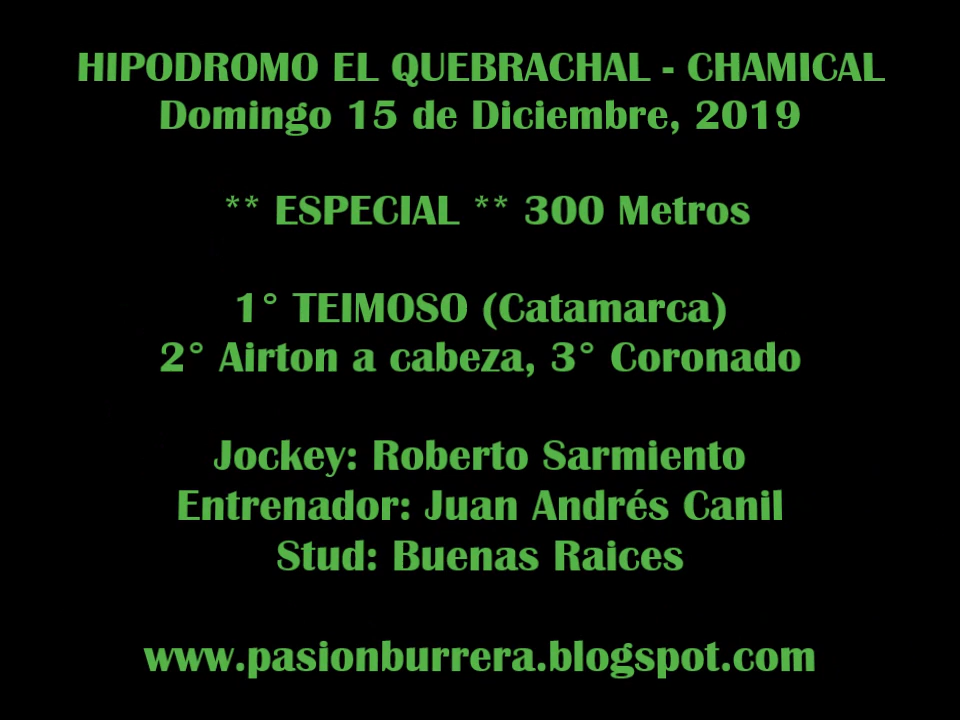 HIPODROMO EL QUEBRACHAL - CHAMICAL
Domingo 15 de Diciembre, 2019
** ESPECIAL ** 300 Metros
1° TEIMOSO (Catamarca)
2° Airton a cabeza, 3° Coronado
Jockey: Roberto Sarmiento
Entrenador: Juan Andrés Canil
Stud: Buenas Raices
www.pasionburrera.blogspot.com